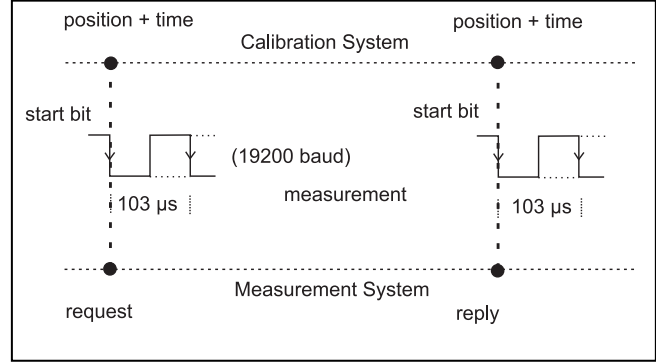 position + time
position + time
Calibration System
start bit
start bit
(19200 baud)
measurement
103 µs
103 µs
Measurement System
request
reply